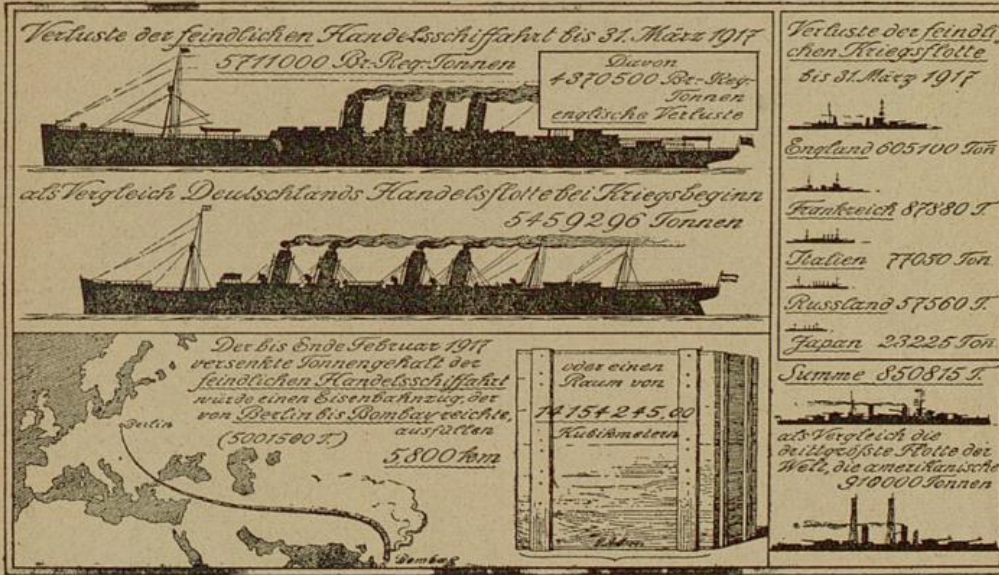 Verluste der feindlichen Handelsschiffahrt bis 31. März 1917
5711000 Br.-Reg.-Tonnen
Davon
4370500 Br.-Reg.-
Tonnen
englische Verluste
als Vergleich Deutschlands Handelsflotte bei Kriegsbeginn
5459296 Tonnen
Der bis Ende Februar 1917
versenkte Tonnengehalt der
feindlichen Handelsschiffahrt
würde einen Eisenbahnzug, der
von Berlin bis Bombay reichte,
ausfüllen
(5001500 T.)
5800 km
Berlin
Bombay
oder einen
Raum von
14154245,00
Kubikmetern
Verluste der feindli
chen Kriegsflotte
bis 31. März 1917
England 605100 Ton
Frankreich 87880 T.
Italien 77050 Ton
Russland 57560 T.
Japan 23225 Ton.
Summe 850815 T.
als Vergleich die
drittgrößte Flotte der
Welt, die amerikanische
910000 Tonnen